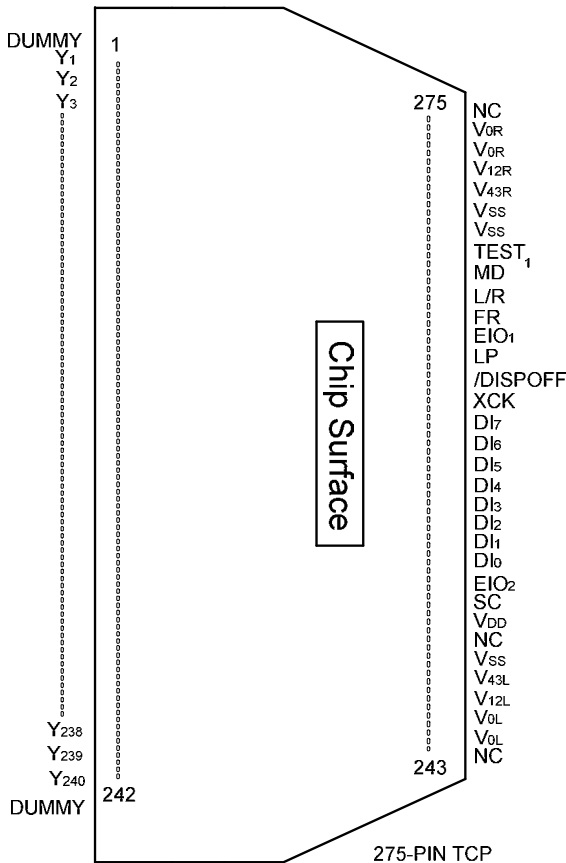 DUMMY
Y1
Y2
Y3
Y238
Y239
Y240
DUMMY
1
242
Chip Surface
275
243
NC
V0R
V0R
V12R
V43R
VSS
VSS
TEST1
MD
L/R
FR
EIO1
LP
/DISPOFF
XCK
DI7
DI6
DI5
DI4
DI3
DI2
DI1
DI0
EIO2
SC
VDD
NC
VSS
V43L
V12L
V0L
V0L
NC
275-PIN TCP